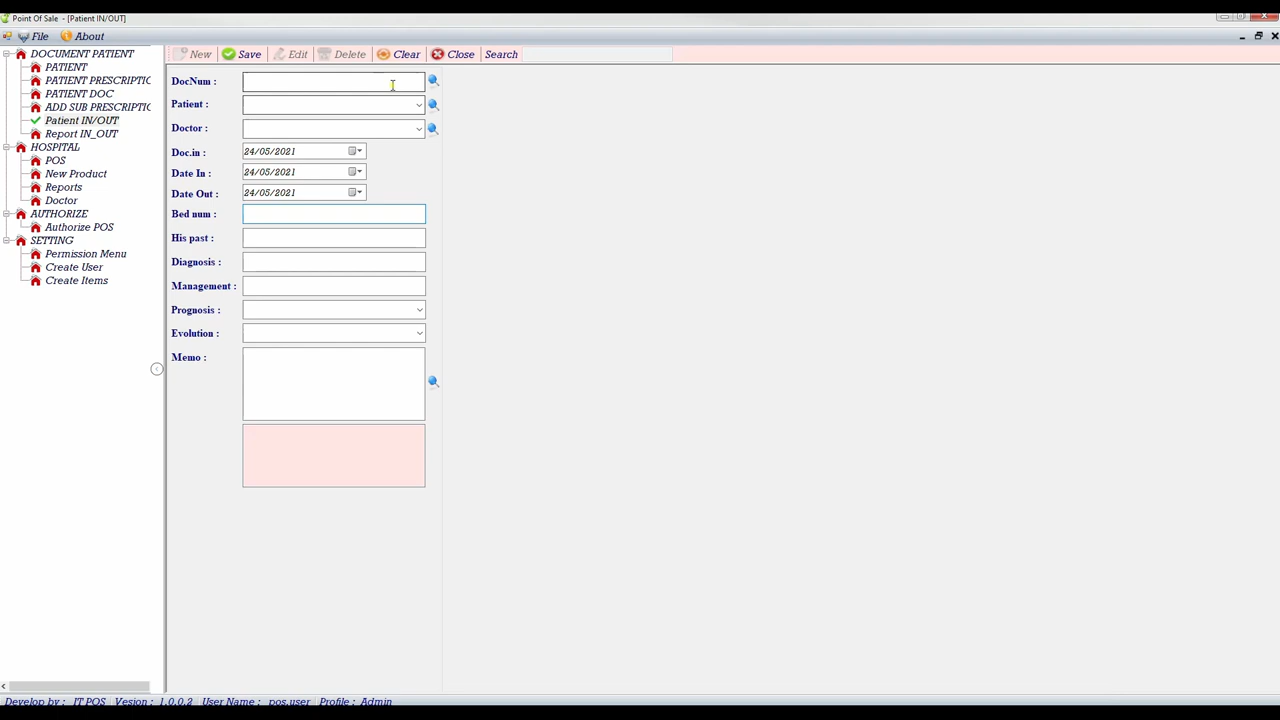 Point Of Sale - [Patient IN/OUT]
File About
DOCUMENT PATIENT
PATIENT
PATIENT PRESCRIPTIC
PATIENT DOC
ADD SUB PRESCRIPTIC
Patient IN/OUT
Report IN_OUT
HOSPITAL
POS
New Product
Reports
Doctor
AUTHORIZE
Authorize POS
SETTING
Permission Menu
Create User
Create Items
New Save Edit Delete Clear Close Search
DocNum :
Patient :
Doctor :
Doc.in : 24/05/2021
Date In : 24/05/2021
Date Out : 24/05/2021
Bed num :
His past :
Diagnosis :
Management :
Prognosis :
Evolution :
Memo :
Develop by : IT POS Vesion : 1.0.0.2 User Name : pos.user Profile : Admin